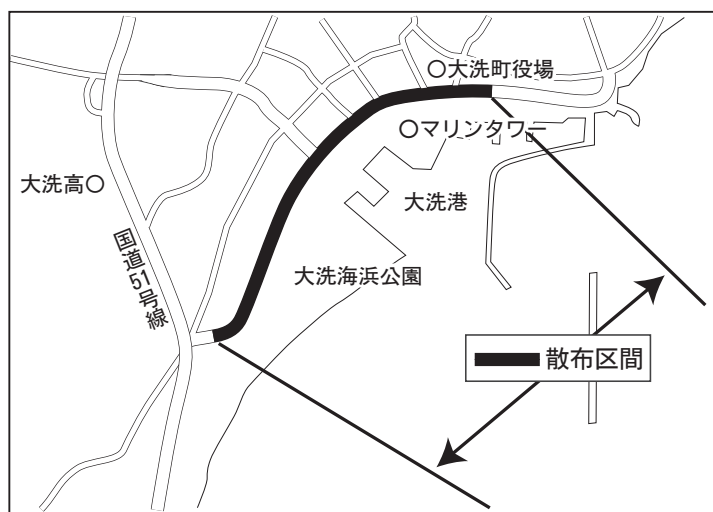 ○大洗町役場
○マリンタワー
大洗高○
大洗港
国道51号線
大洗海浜公園
散布区間